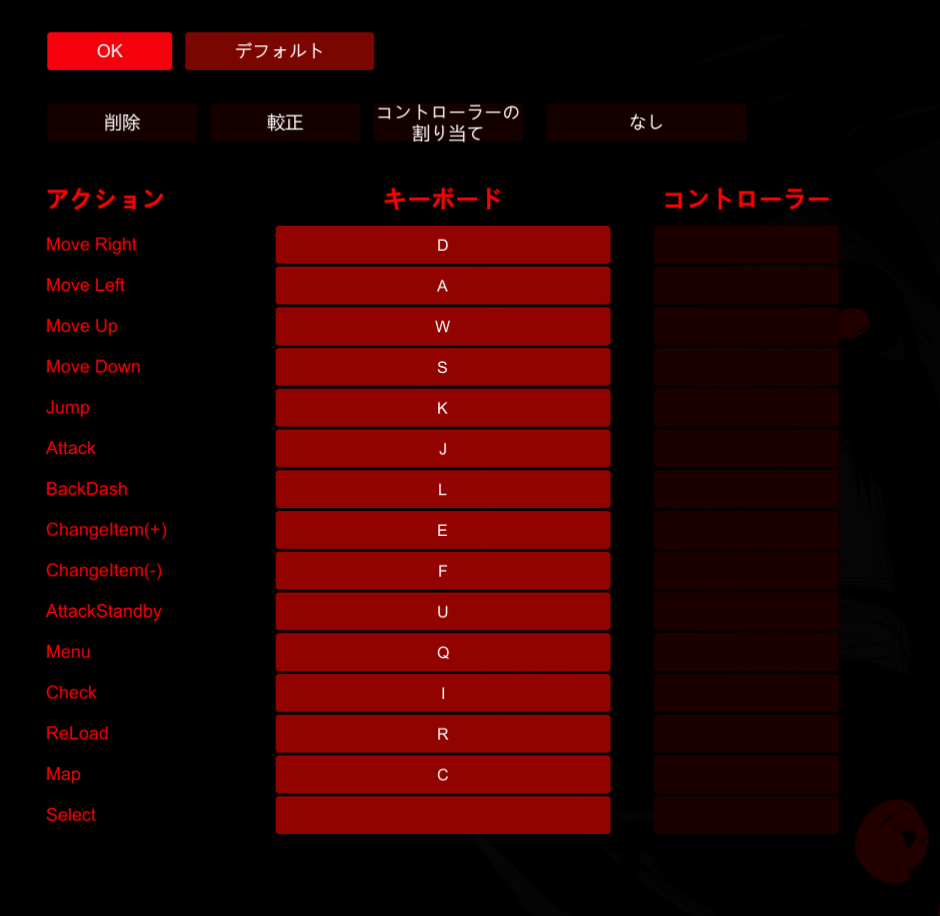 OK
デフォルト
削除
較正
コントローラーの
割り当て
なし
アクション キーボード コントローラー
Move Right D
Move Left A
Move Up W
Move Down S
Jump K
Attack J
BackDash L
ChangeItem(+) E
ChangeItem(-) F
AttackStandby U
Menu Q
Check I
ReLoad R
Map C
Select